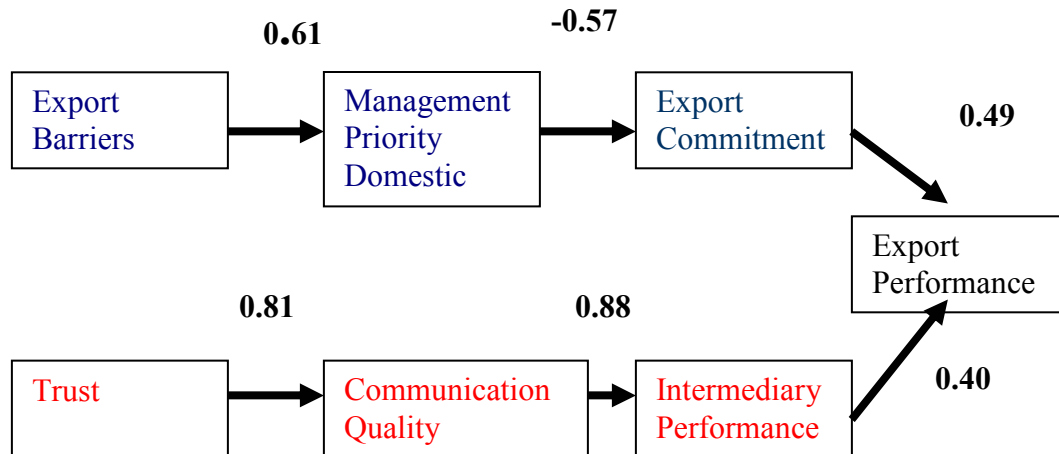 0.61
-0.57
Export
Barriers
Management
Priority
Domestic
Export
Commitment
0.49
Export
Performance
0.81
0.88
Trust
Communication
Quality
Intermediary
Performance
0.40